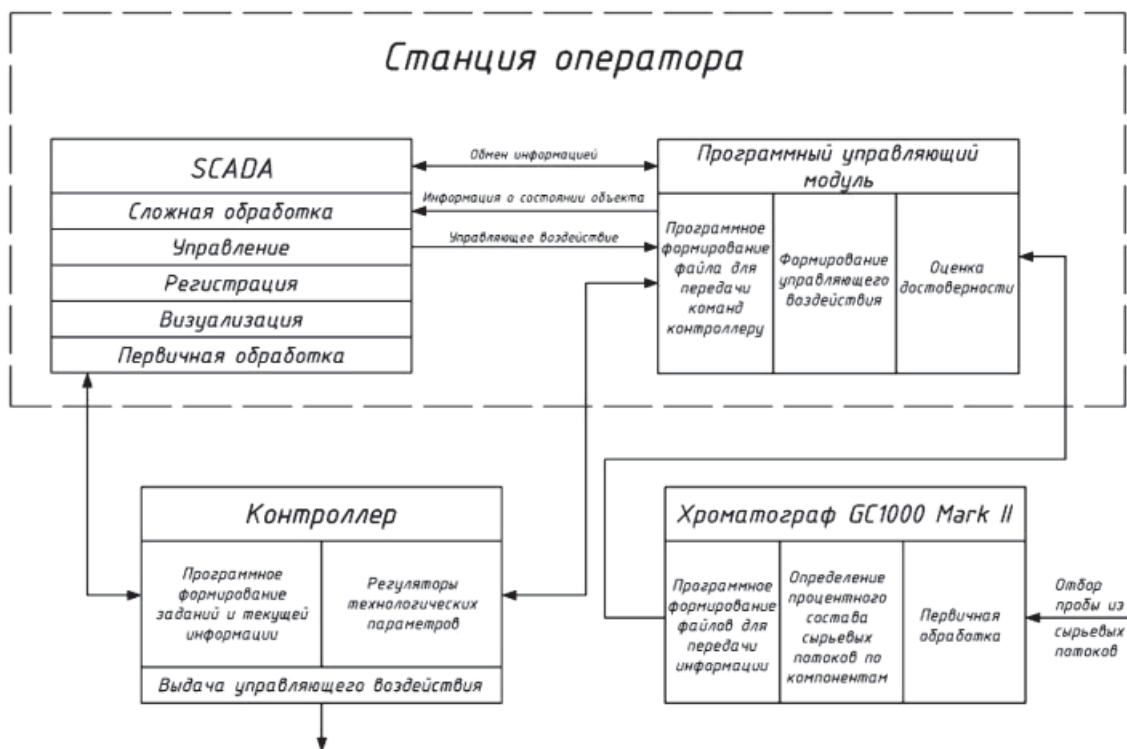 Станция оператора
SCADA
Сложная обработка
Управление
Регистрация
Визуализация
Первичная обработка
Обмен информацией
Информация о состоянии объекта
Управляющее воздействие
Программный управляющий
модуль
Программное
формирование
файла для
передачи
команд
контроллеру
Формирование
управляющего
воздействия
Оценка
достоверности
Контроллер
Программное
формирование
заданий и текущей
информации
Регуляторы
технологических
параметров
Выдача управляющего воздействия
Хроматограф GC1000 Mark II
Программное
формирование
файлов для
передачи
информации
Определение
процентного
состава
сырьевых
потоков по
компонентам
Первичная
обработка
Отбор
пробы из
сырьевых
потоков